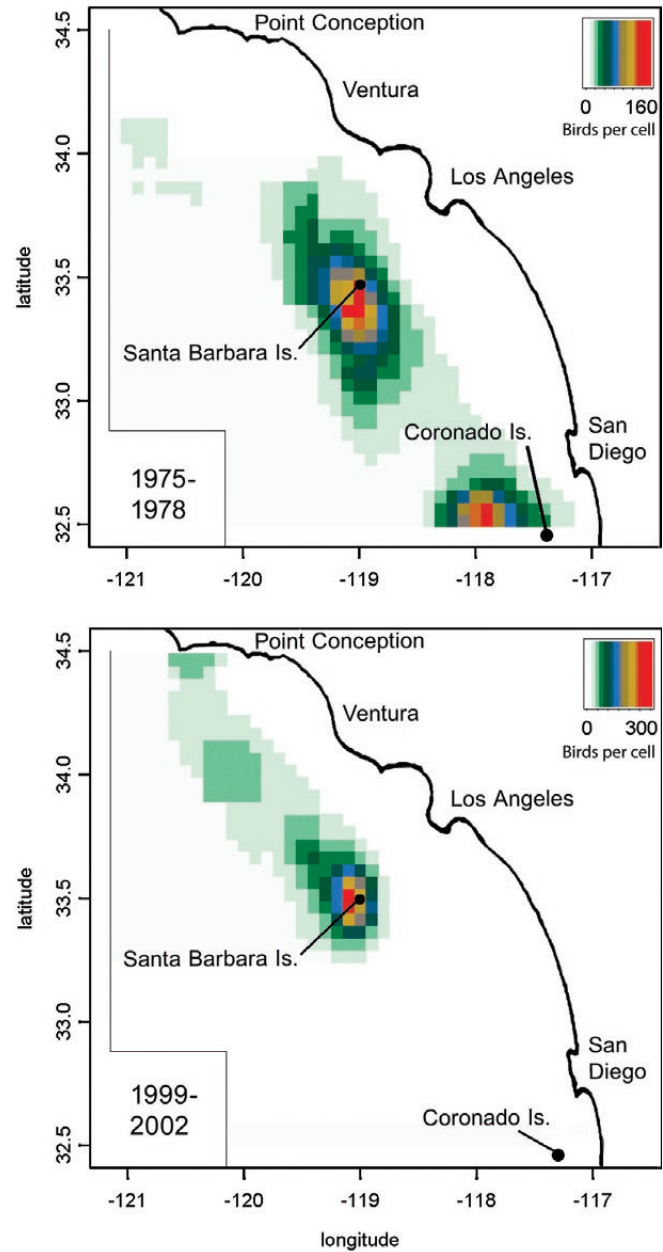 34.5
34.0
33.5
33.0
32.5
latitude
Point Conception
Ventura
Los Angeles
Santa Barbara Is.
Coronado Is.
San
Diego
1975-
1978
0 160
Birds per cell
-121 -120 -119 -118 -117
34.5
34.0
33.5
33.0
32.5
latitude
Point Conception
Ventura
Los Angeles
Santa Barbara Is.
San
Diego
Coronado Is.
1999-
2002
0 300
Birds per cell
-121 -120 -119 -118 -117
longitude